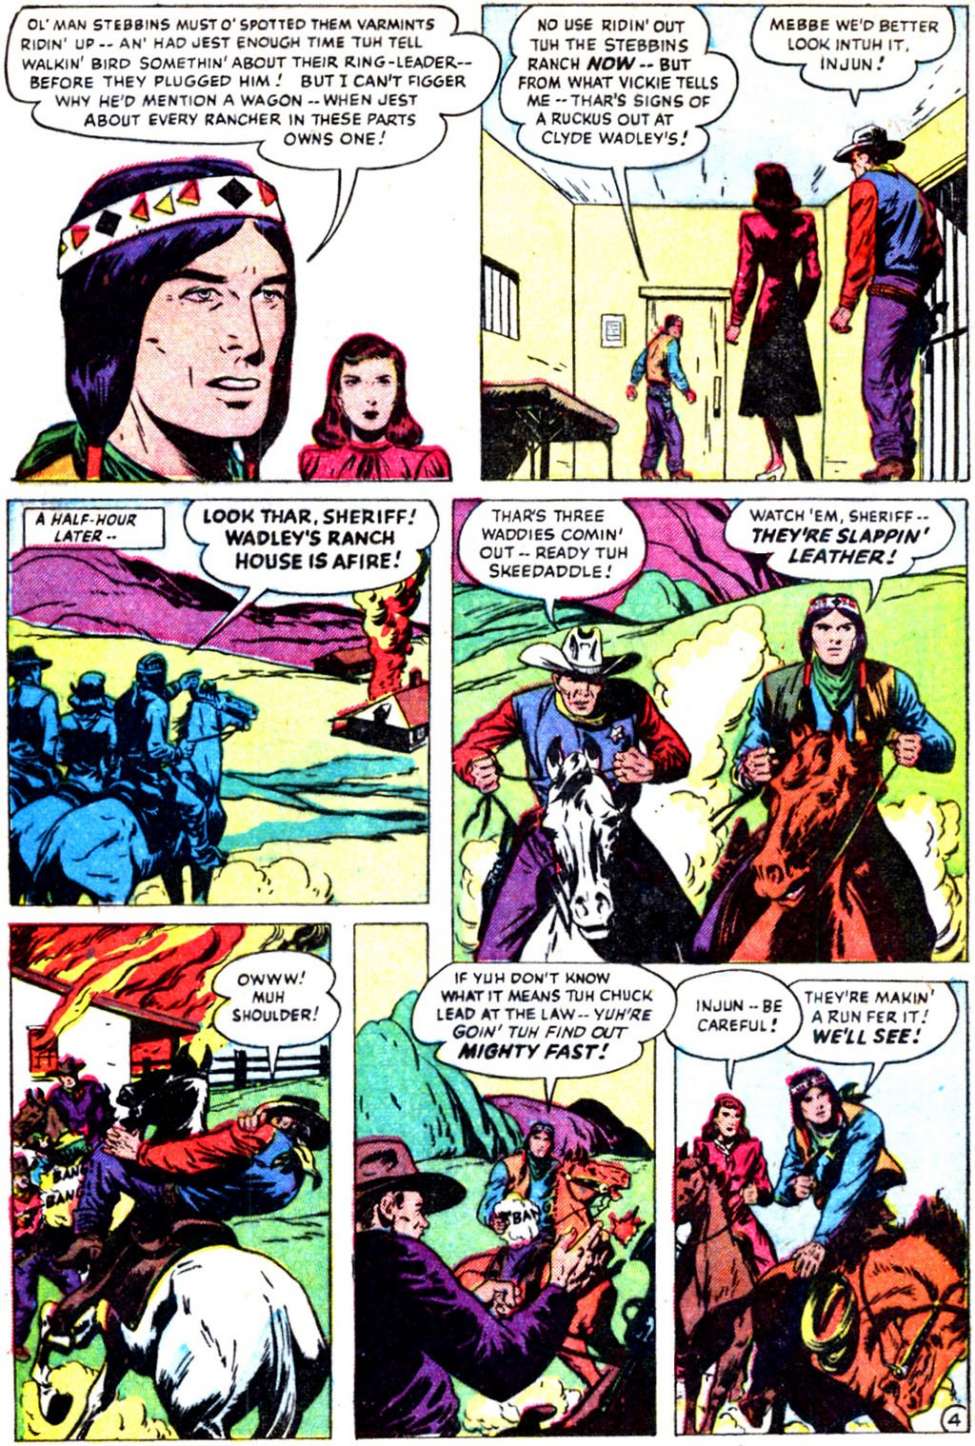 OL' MAN STEBBINS MUST O' SPOTTED THEM VARMINTS
RIDIN' UP -- AN' HAD JEST ENOUGH TIME TUH TELL
WALKIN' BIRD SOMETHIN' ABOUT THEIR RING-LEADER--
BEFORE THEY PLUGGED HIM! BUT I CAN'T FIGGER
WHY HE'D MENTION A WAGON -- WHEN JEST
ABOUT EVERY RANCHER IN THESE PARTS
OWNS ONE!
NO USE RIDIN' OUT
TUH THE STEBBINS
RANCH NOW -- BUT
FROM WHAT VICKIE TELLS
ME -- THAR'S SIGNS OF
A RUCKUS OUT AT
CLYDE WADLEY'S!
MEBBE WE'D BETTER
LOOK INTUH IT,
INJUN!
A HALF-HOUR
LATER --
LOOK THAR, SHERIFF!
WADLEY'S RANCH
HOUSE IS AFIRE!
THAR'S THREE
WADDIES COMIN'
OUT -- READY TUH
SKEEDADDLE!
WATCH 'EM, SHERIFF --
THEY'RE SLAPPIN'
LEATHER!
OWWW!
MUH
SHOULDER!
BANG
BANG
IF YUH DON'T KNOW
WHAT IT MEANS TUH CHUCK
LEAD AT THE LAW -- YUH'RE
GOIN' TUH FIND OUT
MIGHTY FAST!
BAN
INJUN -- BE
CAREFUL!
THEY'RE MAKIN'
A RUN FER IT!
WE'LL SEE!
4